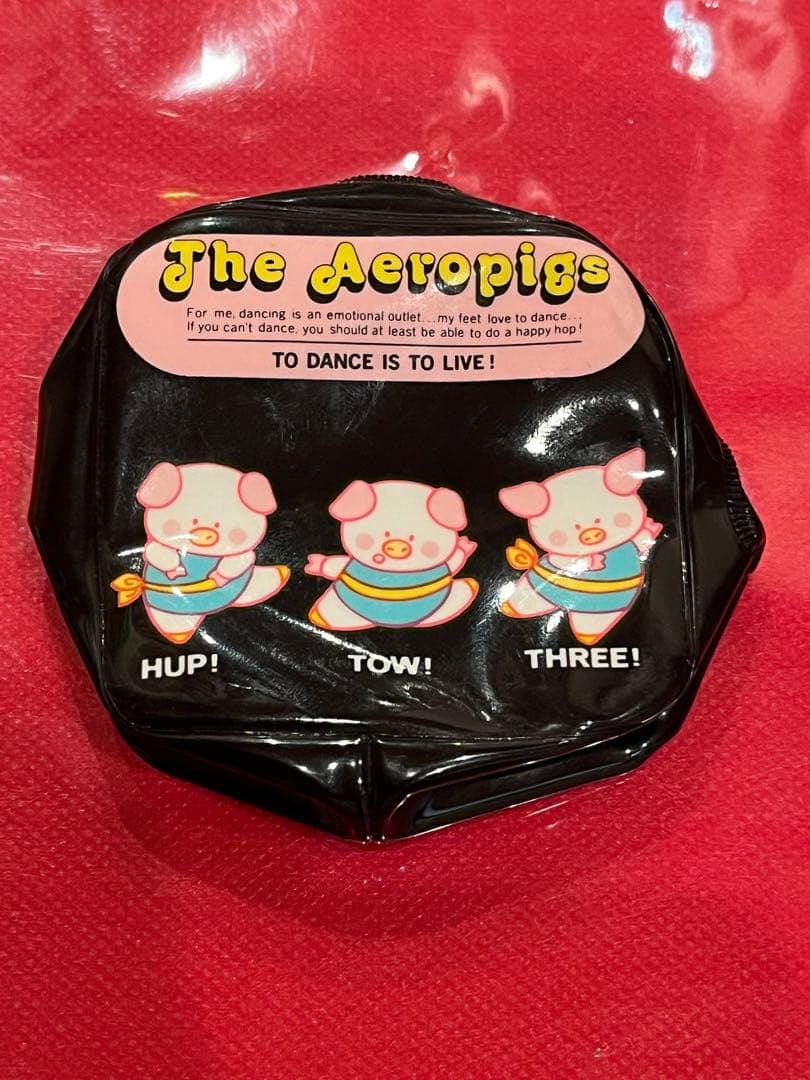 The Aeropigs
For me, dancing is an emotional outlet...my feet love to dance...
If you can't dance, you should at least be able to do a happy hop!
TO DANCE IS TO LIVE!
HUP! TOW! THREE!